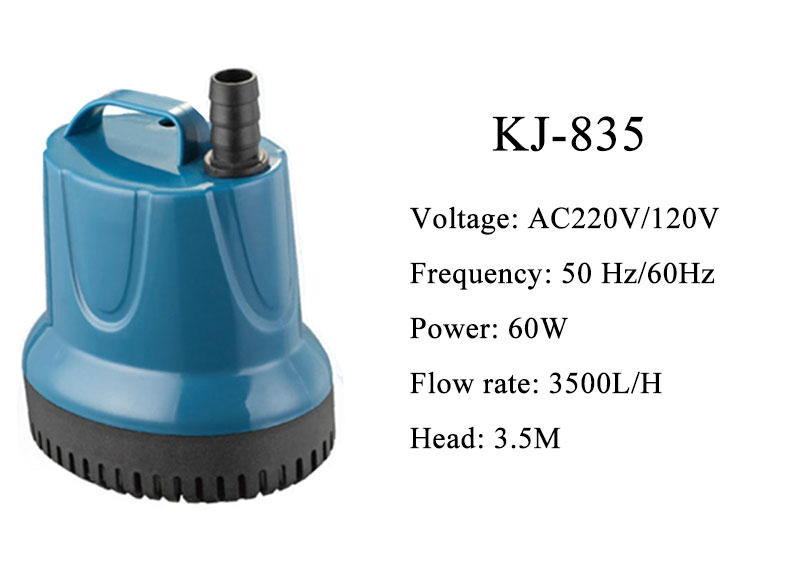 KJ-835
Voltage: AC220V/120V
Frequency: 50 Hz/60Hz
Power: 60W
Flow rate: 3500L/H
Head: 3.5M